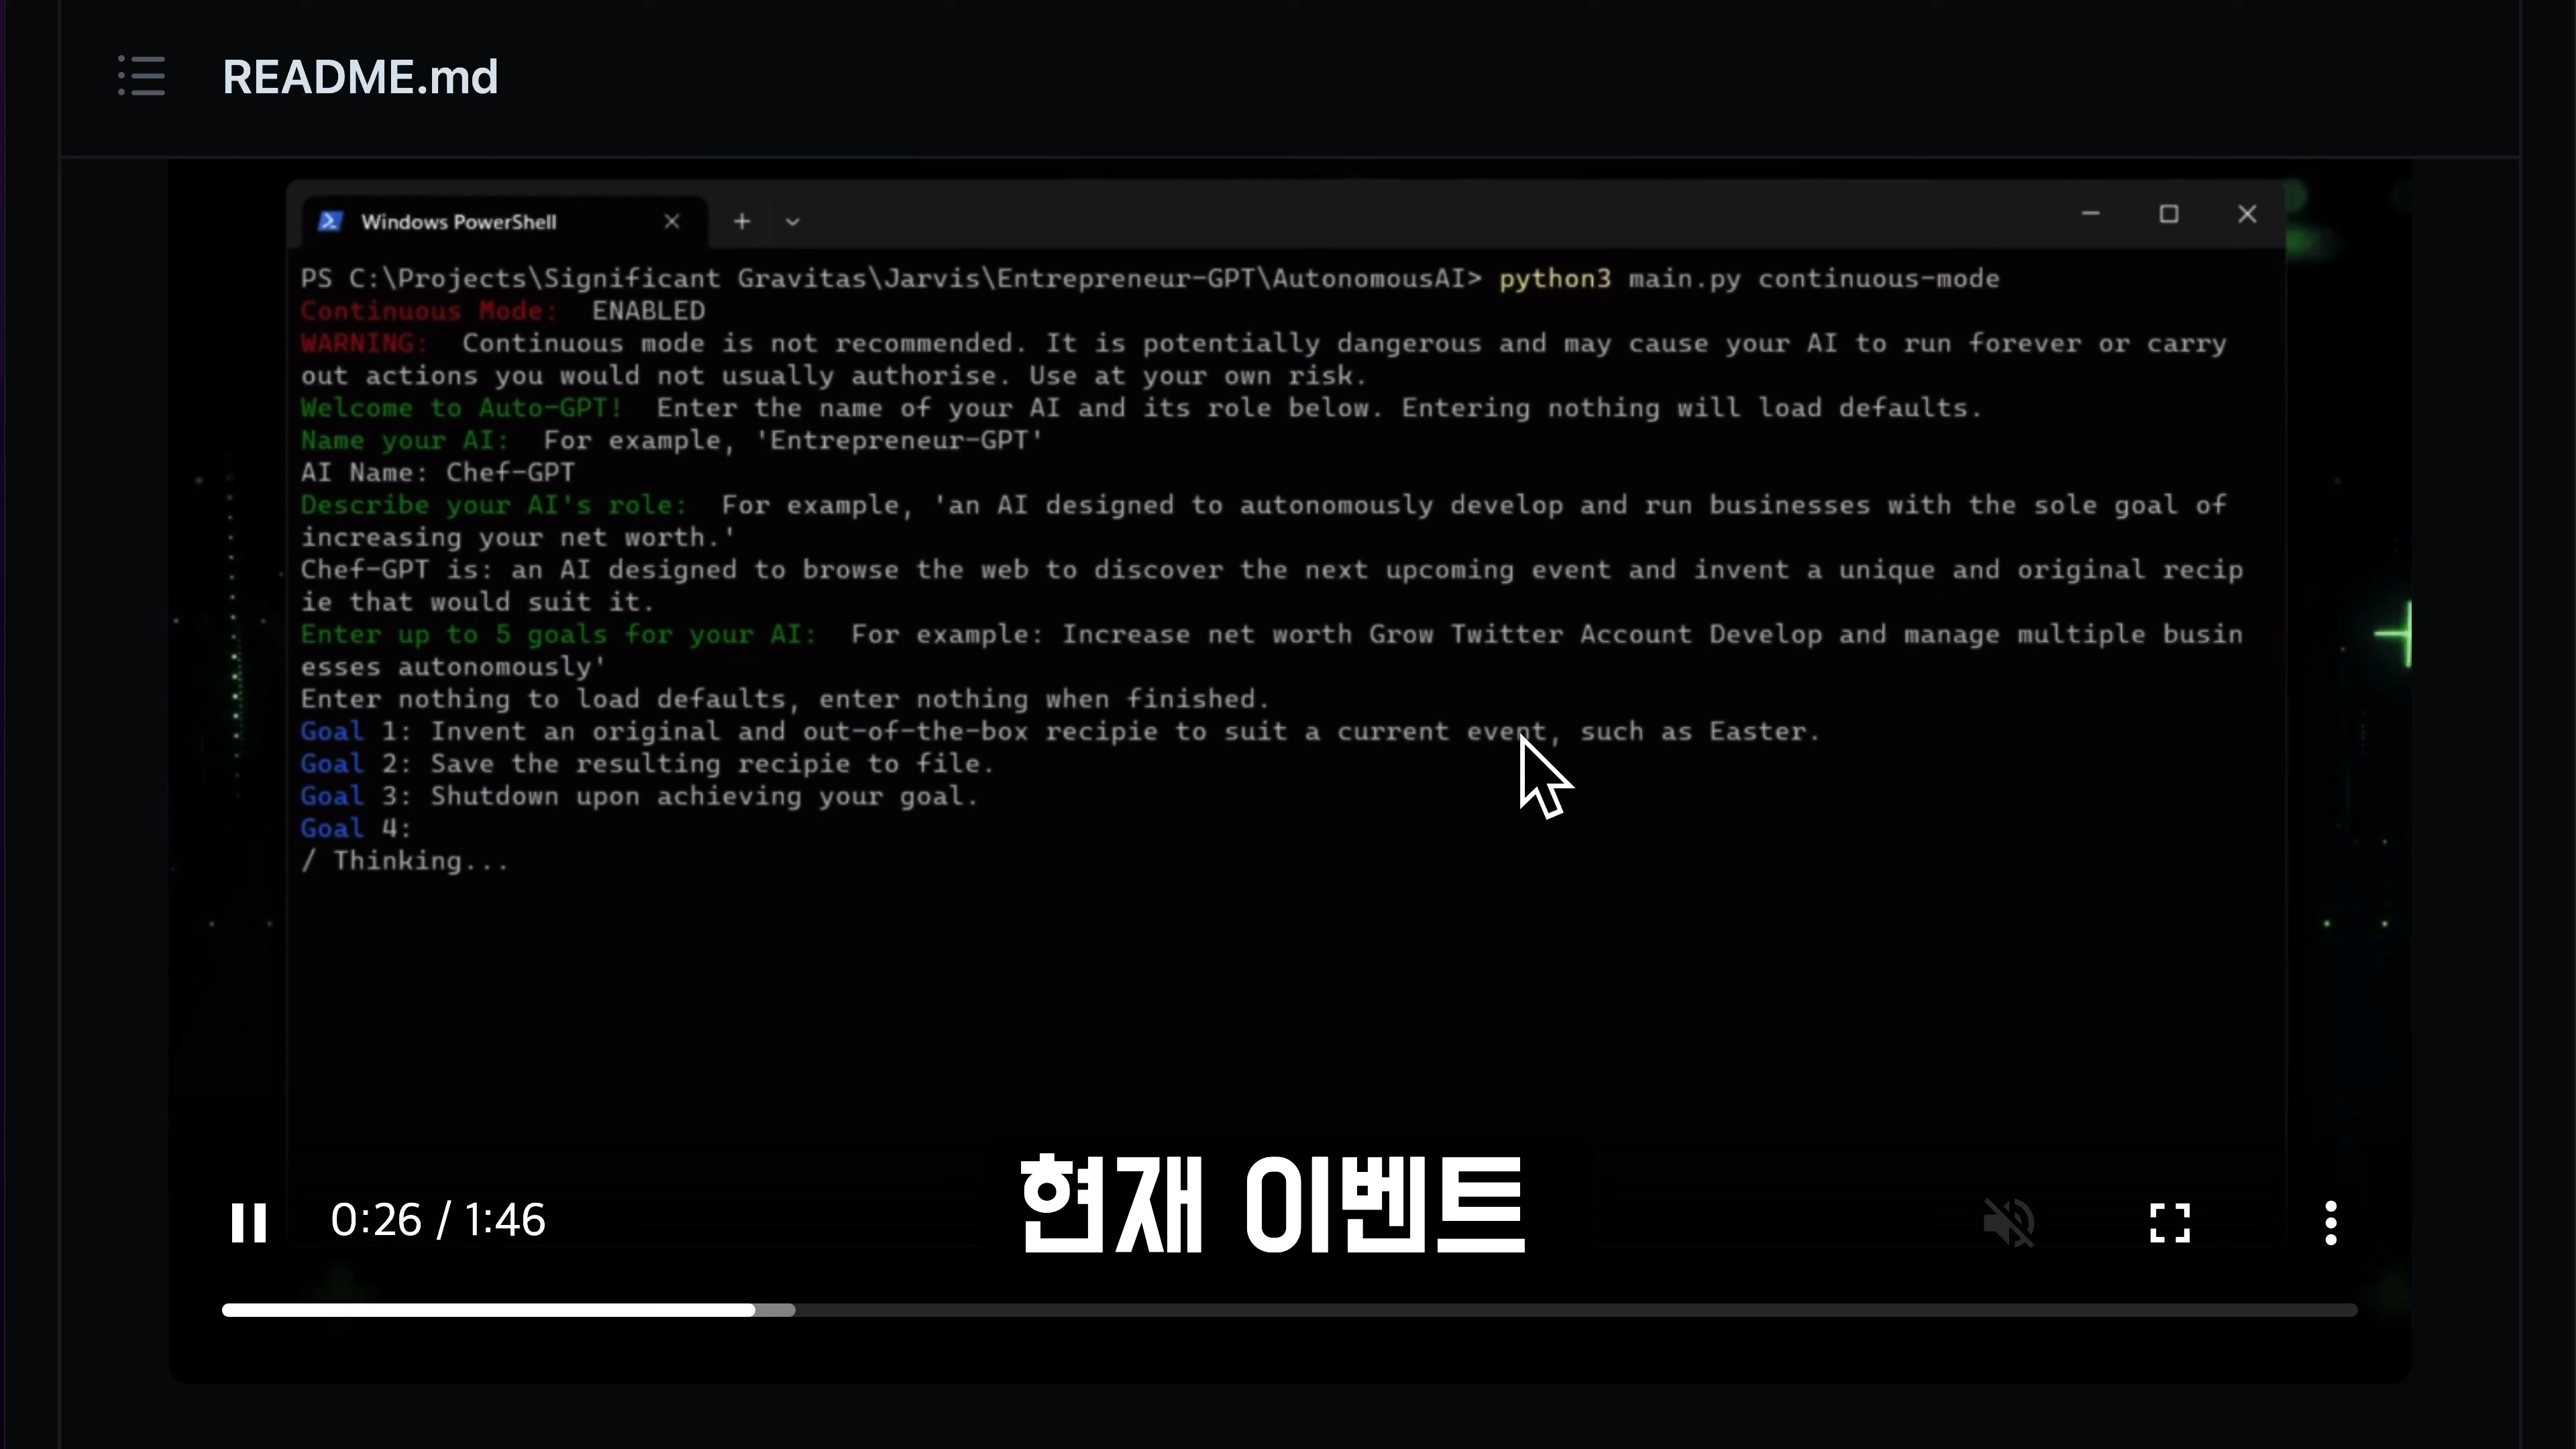 README.md
Windows PowerShell
PS C:\Projects\Significant Gravitas\Jarvis\Entrepreneur-GPT\AutonomousAI> python3 main.py continuous-mode
Continuous Mode:  ENABLED
WARNING:  Continuous mode is not recommended. It is potentially dangerous and may cause your AI to run forever or carry
out actions you would not usually authorise. Use at your own risk.
Welcome to Auto-GPT!  Enter the name of your AI and its role below. Entering nothing will load defaults.
Name your AI:  For example, 'Entrepreneur-GPT'
AI Name: Chef-GPT
Describe your AI's role:  For example, 'an AI designed to autonomously develop and run businesses with the sole goal of
increasing your net worth.'
Chef-GPT is: an AI designed to browse the web to discover the next upcoming event and invent a unique and original recip
ie that would suit it.
Enter up to 5 goals for your AI:  For example: Increase net worth Grow Twitter Account Develop and manage multiple busin
esses autonomously'
Enter nothing to load defaults, enter nothing when finished.
Goal 1: Invent an original and out-of-the-box recipie to suit a current event, such as Easter.
Goal 2: Save the resulting recipie to file.
Goal 3: Shutdown upon achieving your goal.
Goal 4:
/ Thinking...
현재 이벤트
0:26 / 1:46